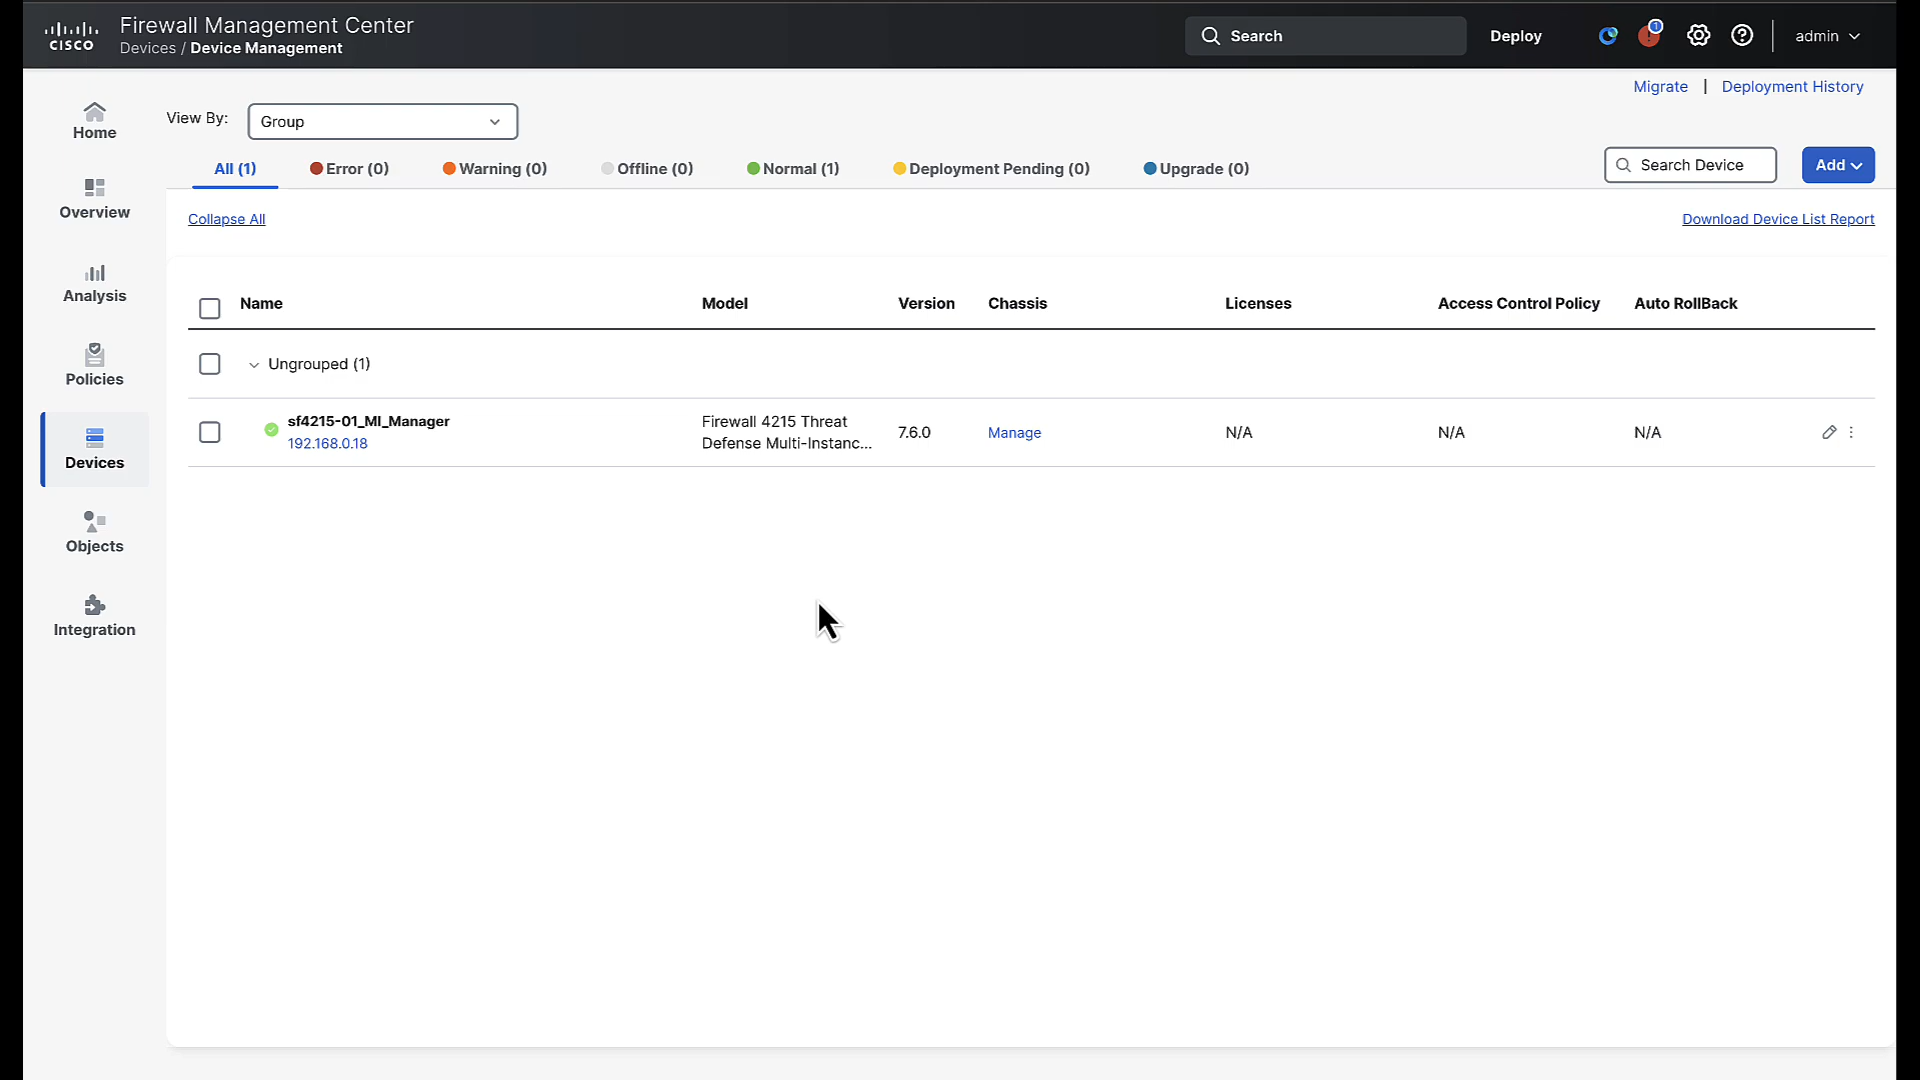 CISCO
Firewall Management Center
Devices / Device Management
Search
Deploy
1
admin
Migrate | Deployment History
View By:
Group
All (1)
Error (0)
Warning (0)
Offline (0)
Normal (1)
Deployment Pending (0)
Upgrade (0)
Search Device
Add
Collapse All
Download Device List Report
Home
Overview
Analysis
Policies
Devices
Objects
Integration
Name
Model
Version
Chassis
Licenses
Access Control Policy
Auto RollBack
Ungrouped (1)
sf4215-01_MI_Manager
192.168.0.18
Firewall 4215 Threat
Defense Multi-Instanc...
7.6.0
Manage
N/A
N/A
N/A